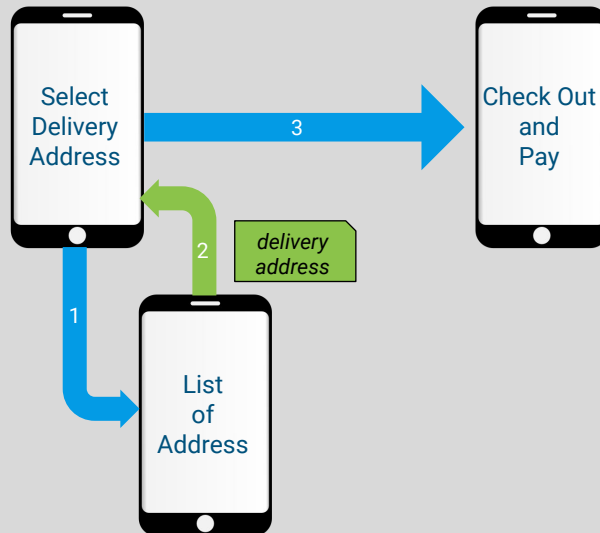 Select
Delivery
Address
3
Check Out
and
Pay
2
delivery
address
1
List
of
Address